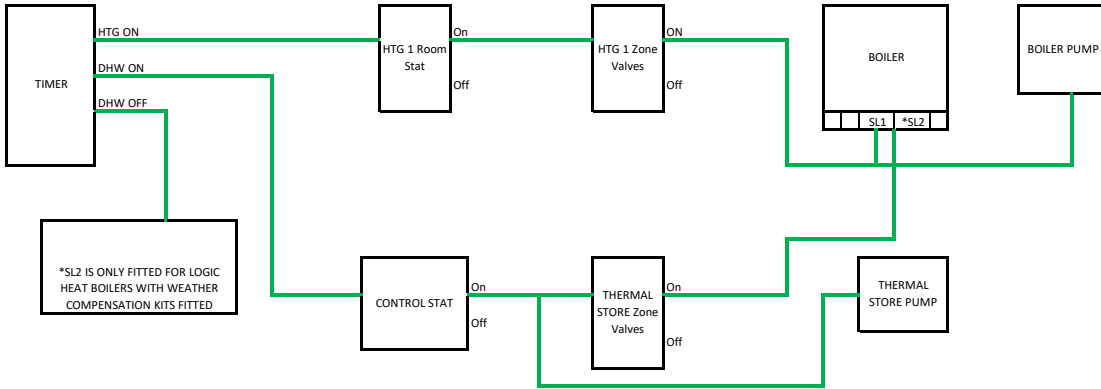 HTG ON
DHW ON
TIMER
DHW OFF
On
HTG 1 Room
Stat
Off
ON
HTG 1 Zone
Valves
Off
BOILER
SL1
*SL2
BOILER PUMP
*SL2 IS ONLY FITTED FOR LOGIC
HEAT BOILERS WITH WEATHER
COMPENSATION KITS FITTED
On
CONTROL STAT
Off
On
THERMAL
STORE Zone
Valves
Off
THERMAL
STORE PUMP